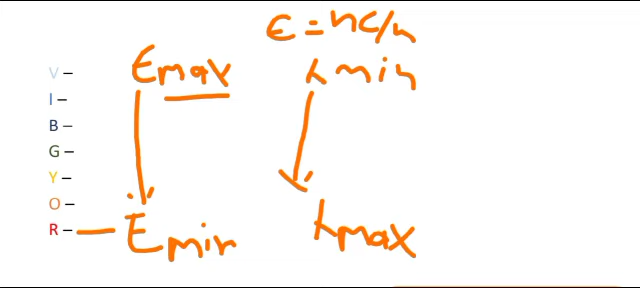 E = hc/λ
V – Emax λmin
I –
B –
G –
Y –
O –
R – Emin λmax